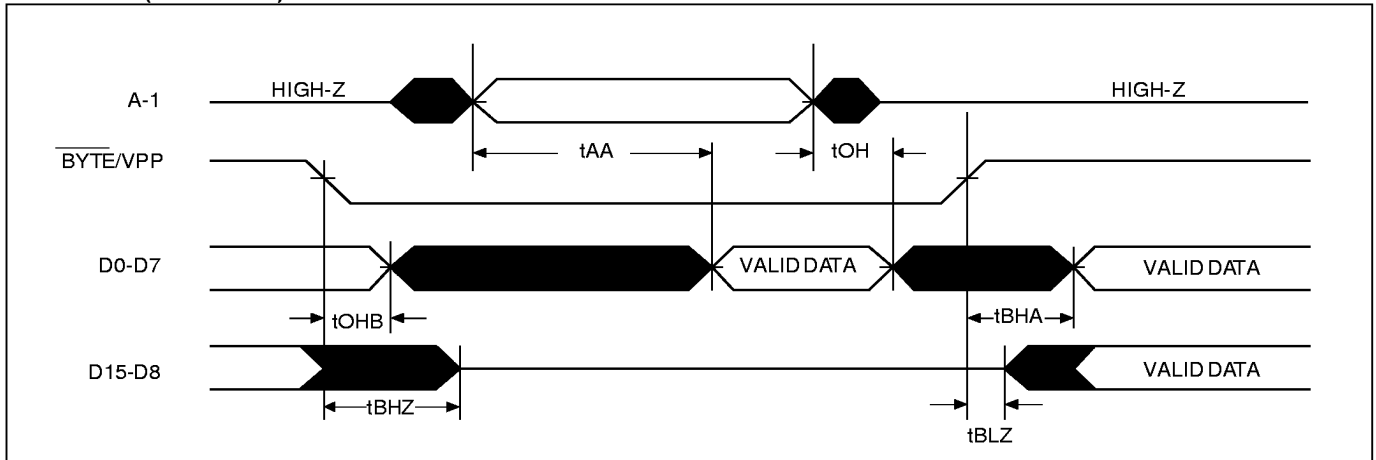 HIGH-Z
HIGH-Z
A-1
tAA
tOH
BYTE/VPP
D0-D7
VALID DATA
VALID DATA
tOHB
tBHA
D15-D8
VALID DATA
tBHZ
tBLZ